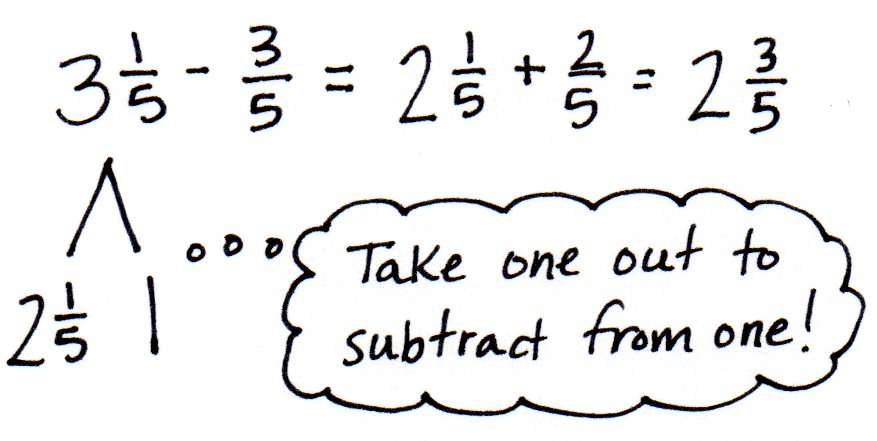 3 1/5 - 3/5 = 2 1/5 + 2/5 = 2 3/5
2 1/5 1
Take one out to
subtract from one!